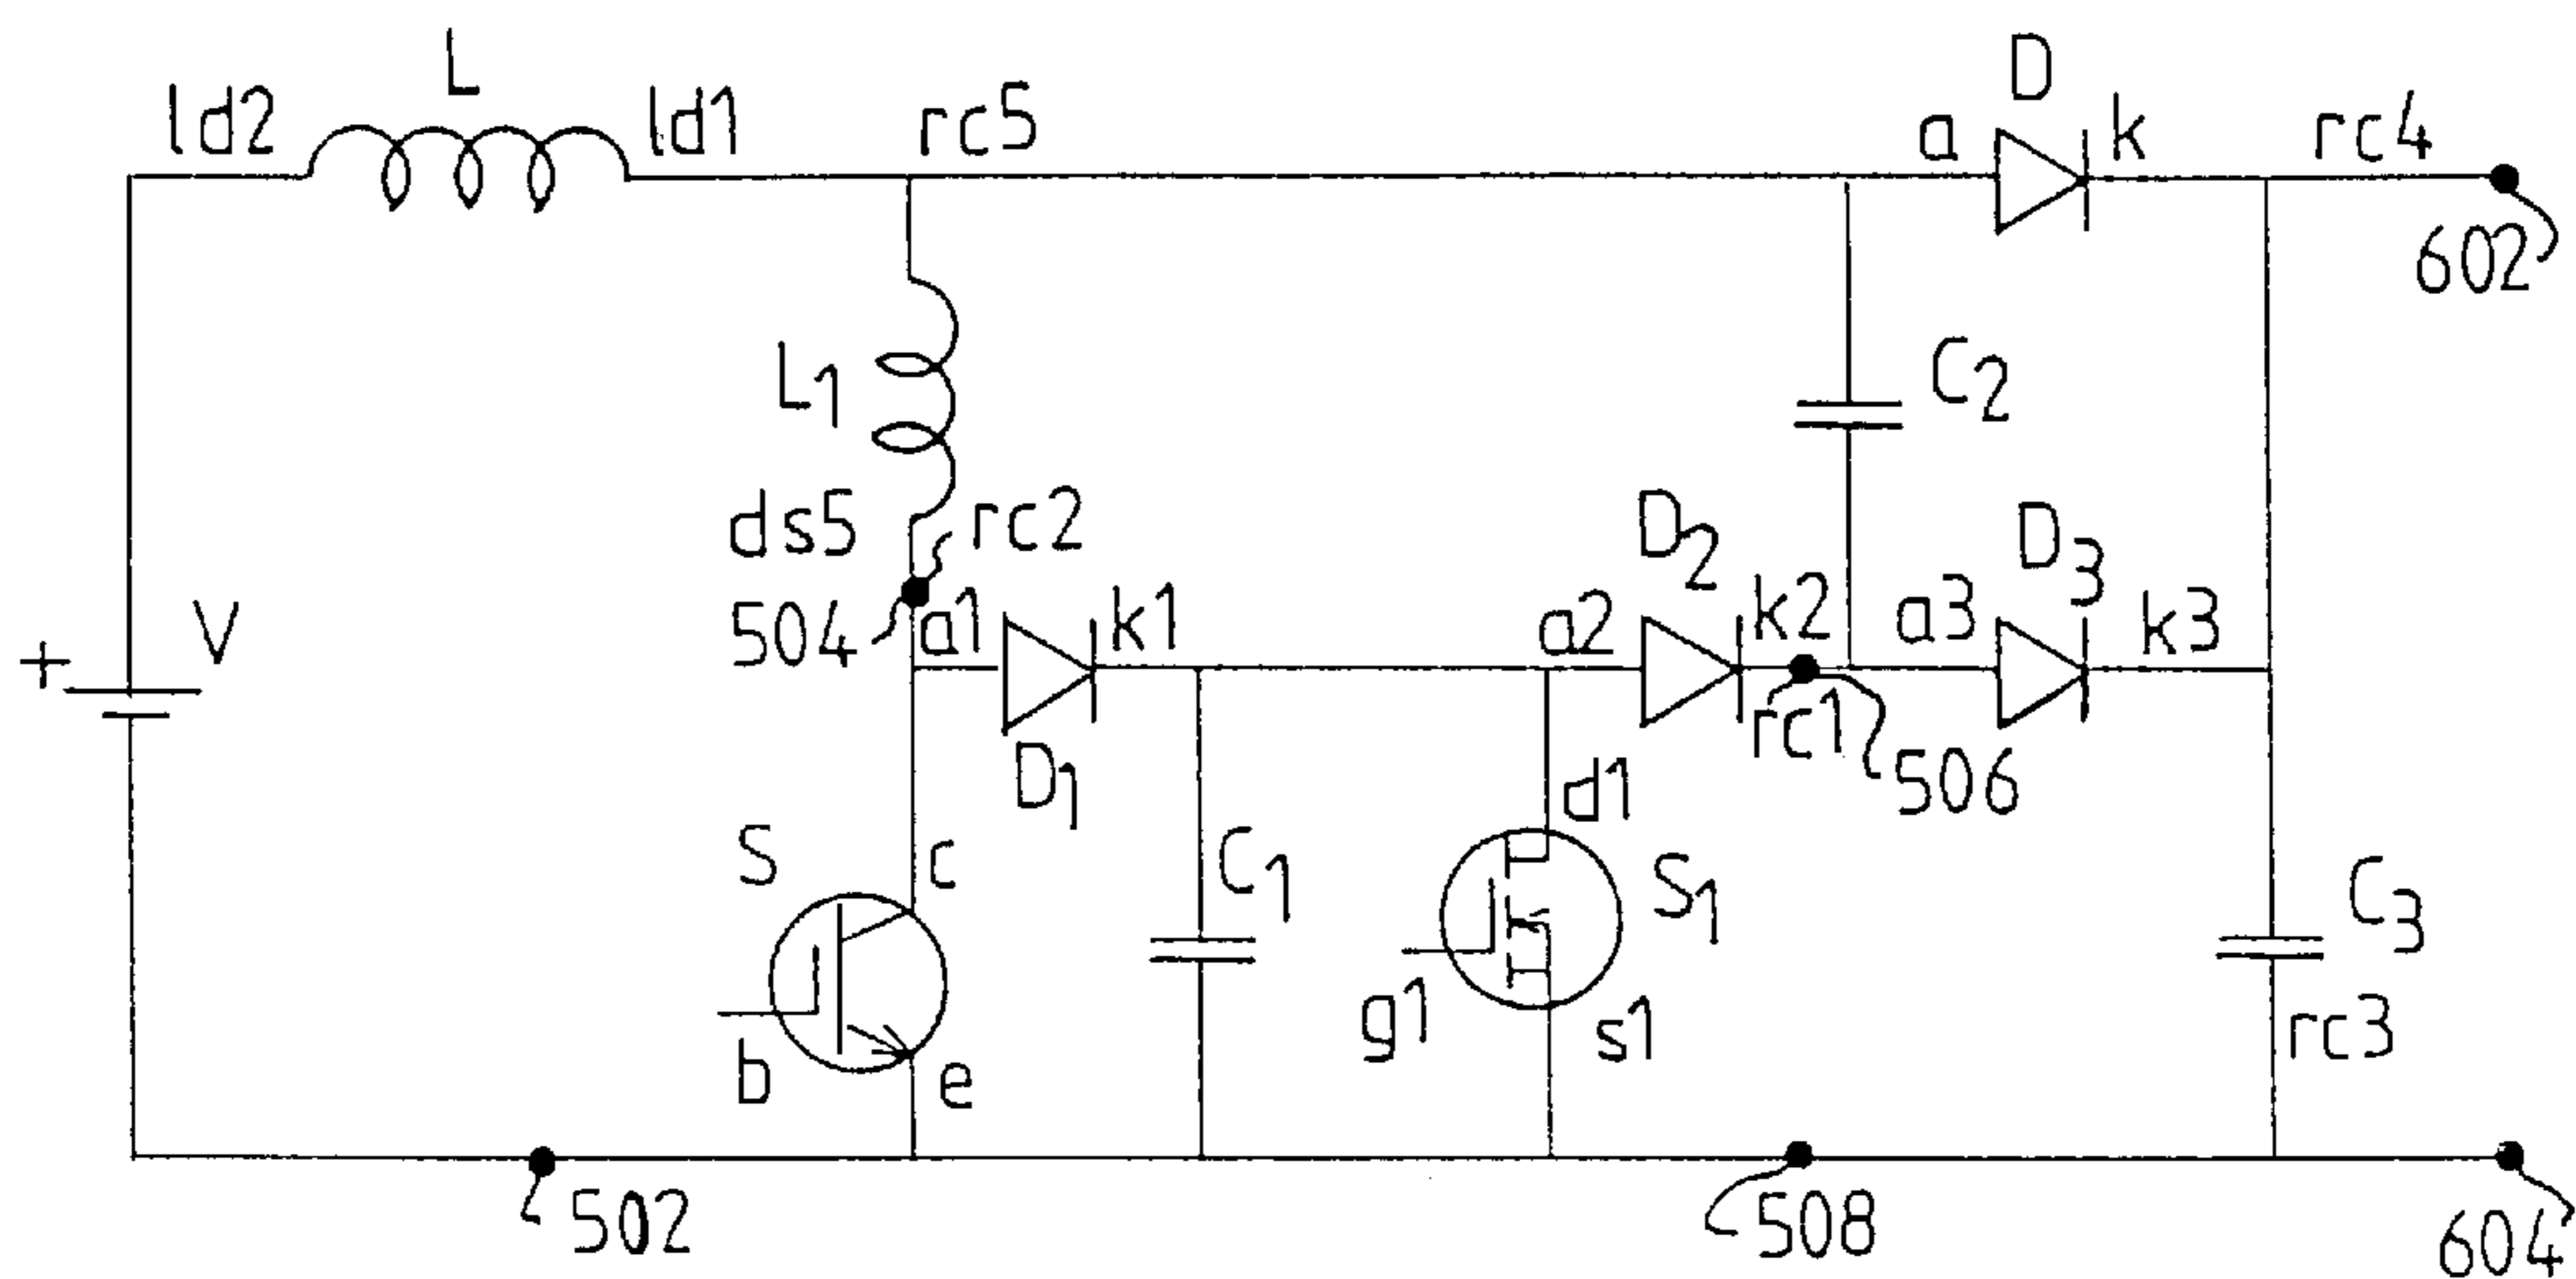 L
D
ld2
ld1
rc5
a
k
rc4
602
L1
C2
ds5
rc2
504
a1
k1
D1
D2
a2
k2
rc1
506
D3
a3
k3
+
V
S
c
b
e
C1
d1
S1
g1
s1
C3
rc3
502
508
604